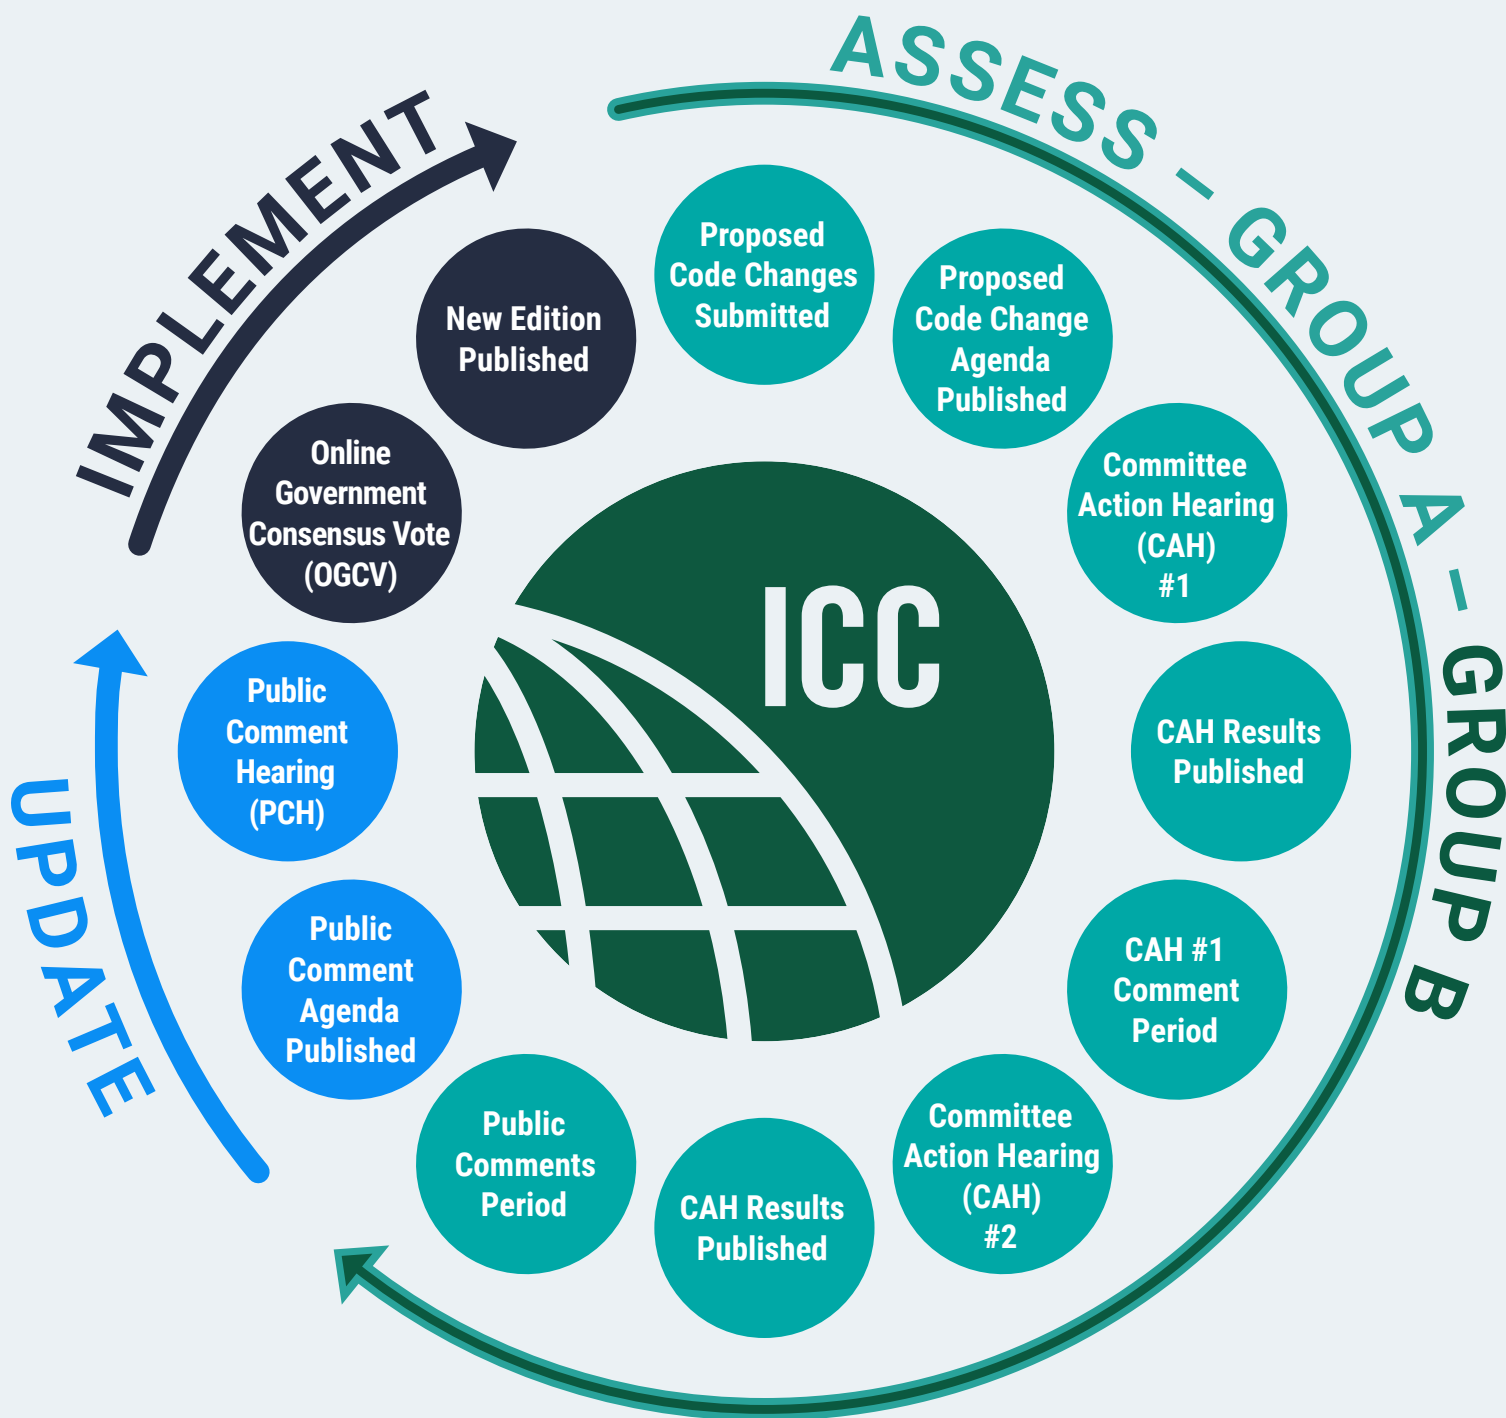 ASSESS – GROUP A – GROUP B
Proposed
Code Changes
Submitted
Proposed
Code Change
Agenda
Published
Committee
Action Hearing
(CAH)
#1
CAH Results
Published
CAH #1
Comment
Period
Committee
Action Hearing
(CAH)
#2
CAH Results
Published
Public
Comments
Period
UPDATE
Public
Comment
Agenda
Published
Public
Comment
Hearing
(PCH)
IMPLEMENT
Online
Government
Consensus Vote
(OGCV)
New Edition
Published
ICC